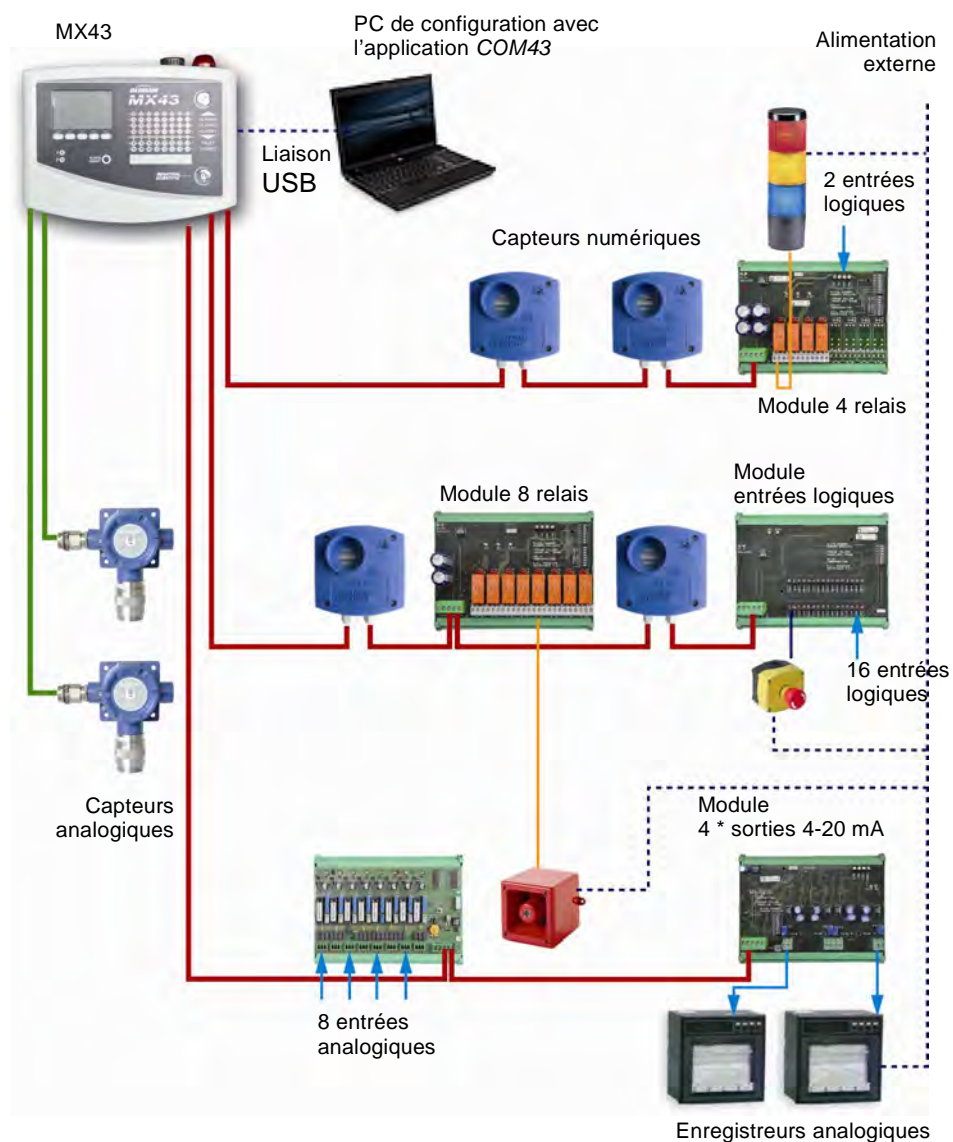 MX43
PC de configuration avec
l'application COM43
Alimentation
externe
MX43
Liaison
USB
2 entrées
logiques
Capteurs numériques
Module 4 relais
Module 8 relais
Module
entrées logiques
16 entrées
logiques
Capteurs
analogiques
Module
4 * sorties 4-20 mA
8 entrées
analogiques
Enregistreurs analogiques